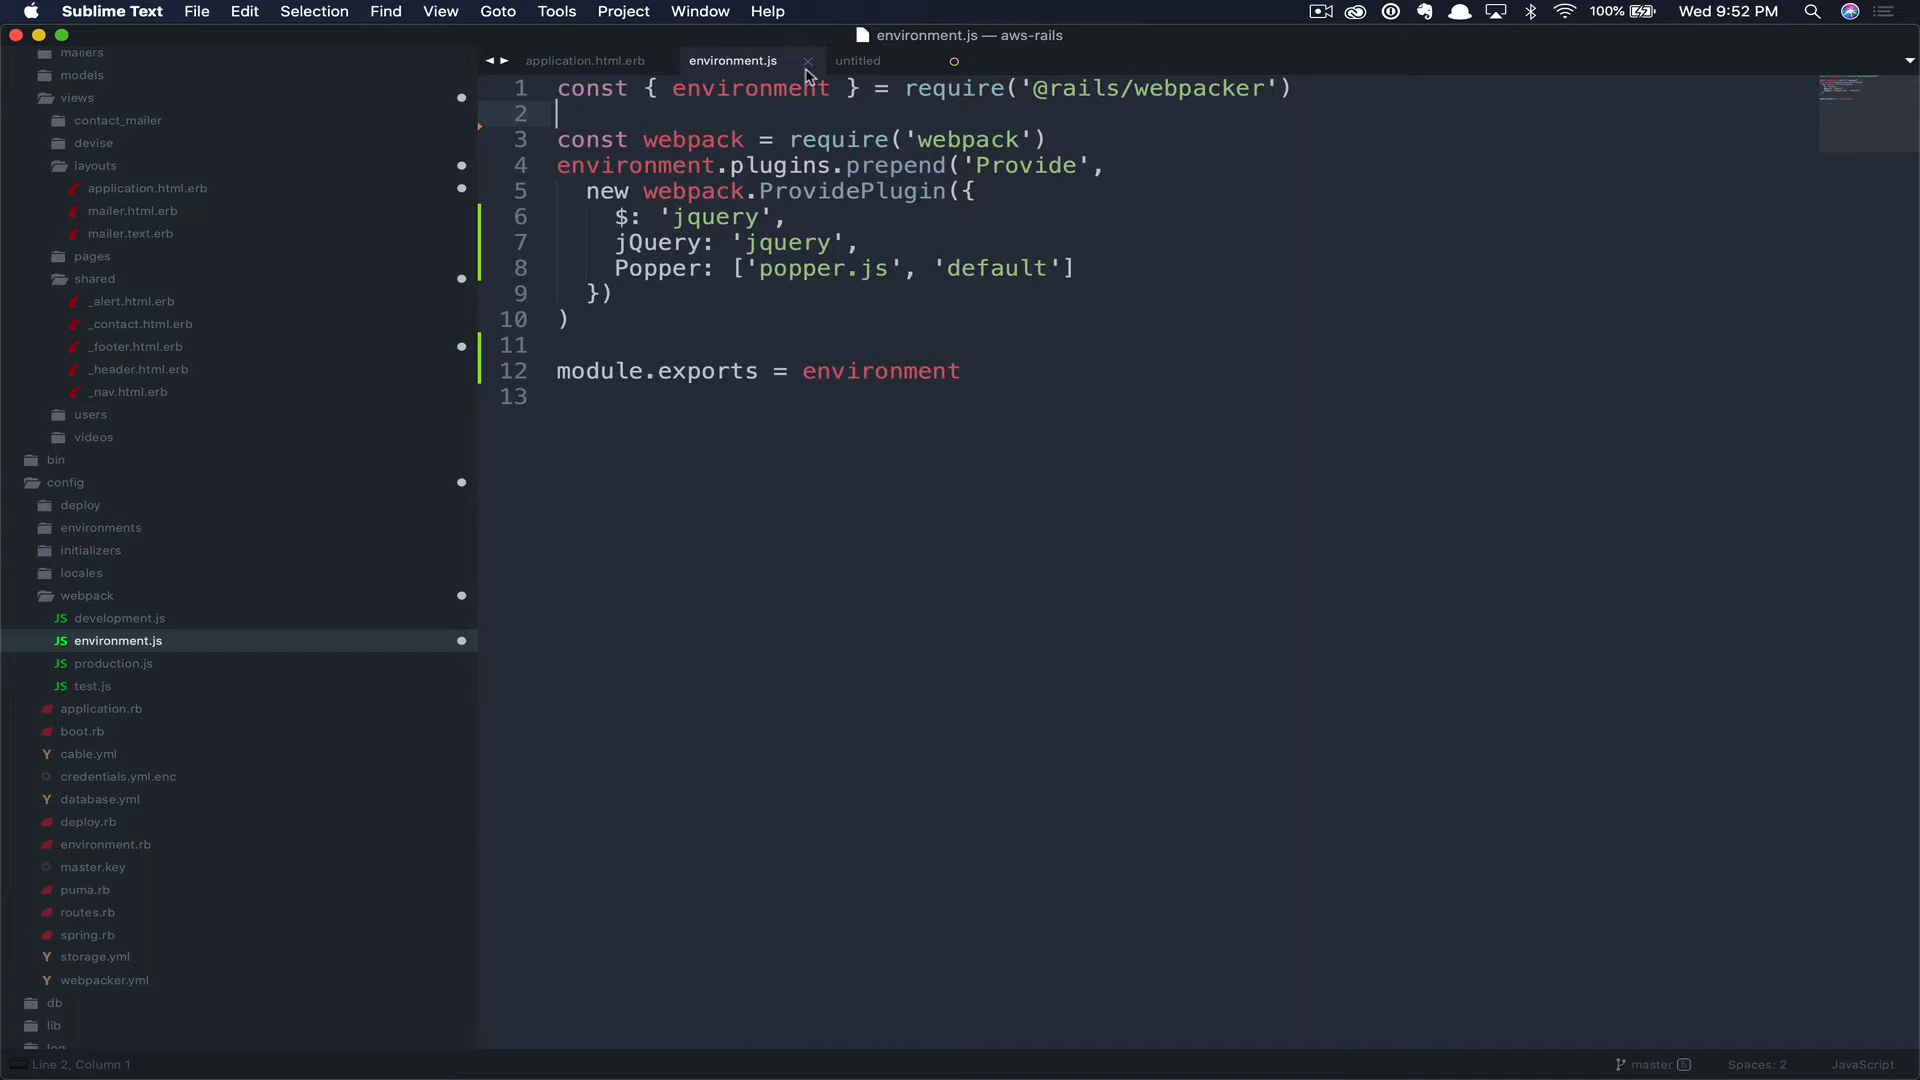 Sublime Text File Edit Selection Find View Goto Tools Project Window Help 100% Wed 9:52 PM
environment.js — aws-rails
application.html.erb environment.js untitled
mailers
models
views
contact_mailer
devise
layouts
application.html.erb
mailer.html.erb
mailer.text.erb
pages
shared
_alert.html.erb
_contact.html.erb
_footer.html.erb
_header.html.erb
_nav.html.erb
users
videos
bin
config
deploy
environments
initializers
locales
webpack
JS development.js
JS environment.js
JS production.js
JS test.js
application.rb
boot.rb
Y cable.yml
credentials.yml.enc
Y database.yml
deploy.rb
environment.rb
master.key
puma.rb
routes.rb
spring.rb
Y storage.yml
Y webpacker.yml
db
lib
log
1 const { environment } = require('@rails/webpacker')
2
3 const webpack = require('webpack')
4 environment.plugins.prepend('Provide',
5 new webpack.ProvidePlugin({
6 $: 'jquery',
7 jQuery: 'jquery',
8 Popper: ['popper.js', 'default']
9 })
10 )
11
12 module.exports = environment
13
Line 2, Column 1 master 5 Spaces: 2 JavaScript